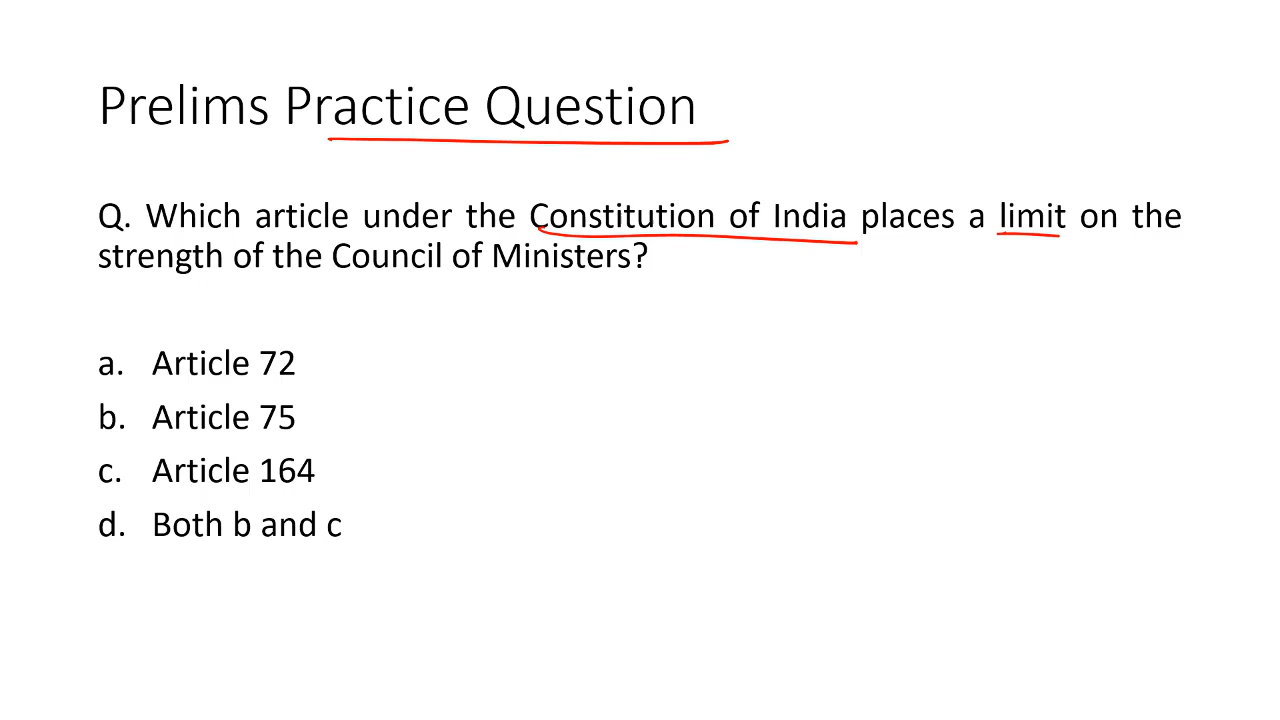 Prelims Practice Question
Q. Which article under the Constitution of India places a limit on the
strength of the Council of Ministers?
a. Article 72
b. Article 75
c. Article 164
d. Both b and c